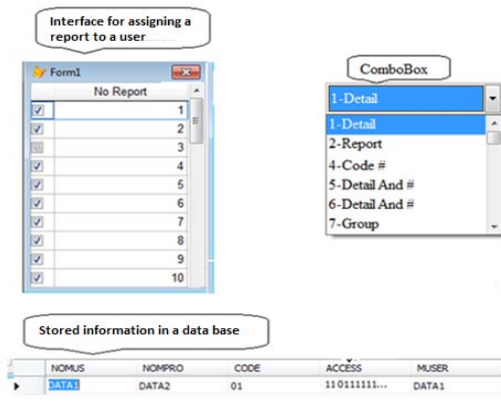 Interface for assigning a
report to a user
Form1
No Report
1
2
3
4
5
6
7
8
9
10
ComboBox
1-Detail
1-Detail
2-Report
4-Code #
5-Detail And #
6-Detail And #
7-Group
Stored information in a data base
NOMUS NOMPRO CODE ACCESS MUSER
DATA1 DATA2 01 110111111... DATA1